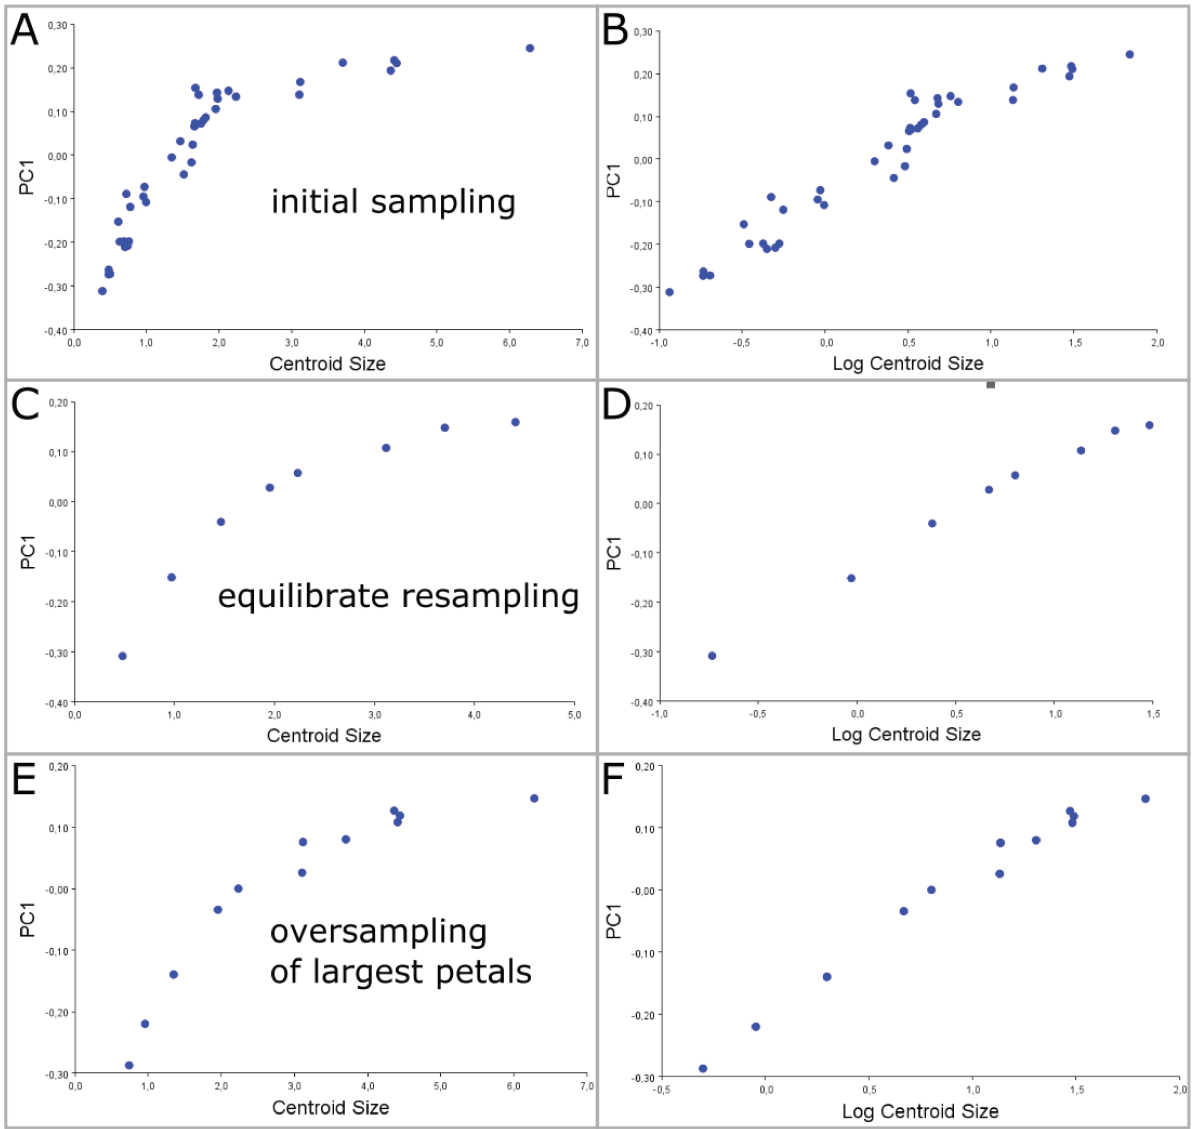 A
0,30
0,20
0,10
0,00
-0,10
-0,20
-0,30
-0,40
PC1
initial sampling
0,0 1,0 2,0 3,0 4,0 5,0 6,0 7,0
Centroid Size
B
0,30
0,20
0,10
0,00
-0,10
-0,20
-0,30
-0,40
PC1
-1,0 -0,5 0,0 0,5 1,0 1,5 2,0
Log Centroid Size
C
0,20
0,10
0,00
-0,10
-0,20
-0,30
-0,40
PC1
equilibrate resampling
0,0 1,0 2,0 3,0 4,0 5,0
Centroid Size
D
0,20
0,10
0,00
-0,10
-0,20
-0,30
-0,40
PC1
-1,0 -0,5 0,0 0,5 1,0 1,5
Log Centroid Size
E
0,20
0,10
-0,00
-0,10
-0,20
-0,30
PC1
oversampling
of largest petals
0,0 1,0 2,0 3,0 4,0 5,0 6,0 7,0
Centroid Size
F
0,20
0,10
-0,00
-0,10
-0,20
-0,30
PC1
-0,5 0,0 0,5 1,0 1,5 2,0
Log Centroid Size